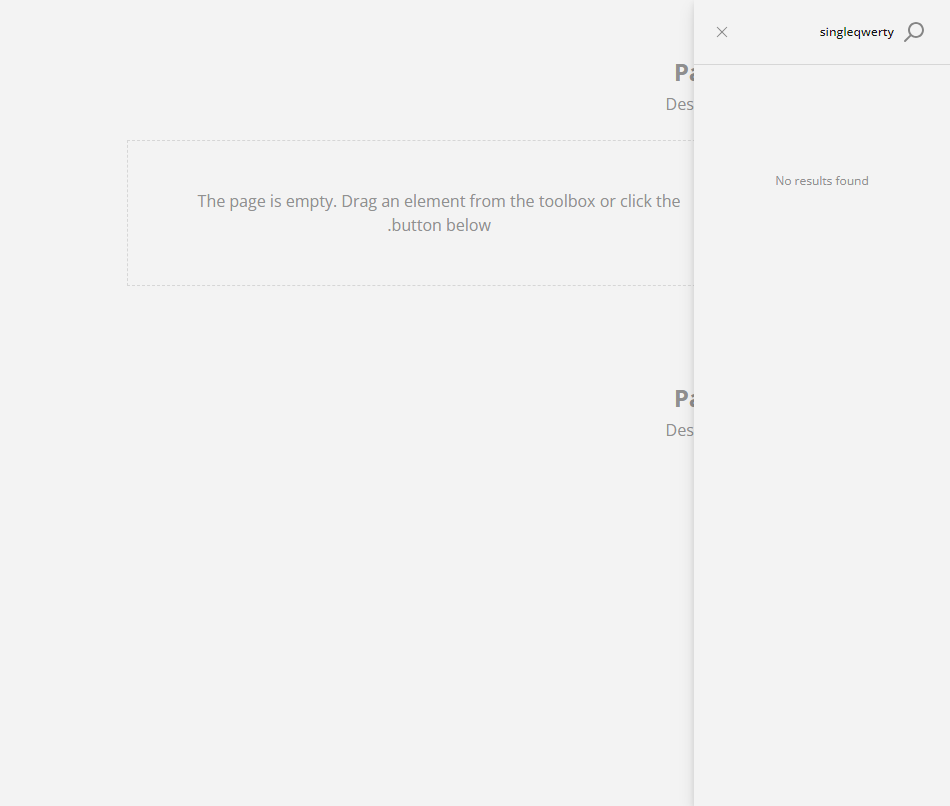 singleqwerty
No results found
Pa
Des
The page is empty. Drag an element from the toolbox or click the
.button below
Pa
Des